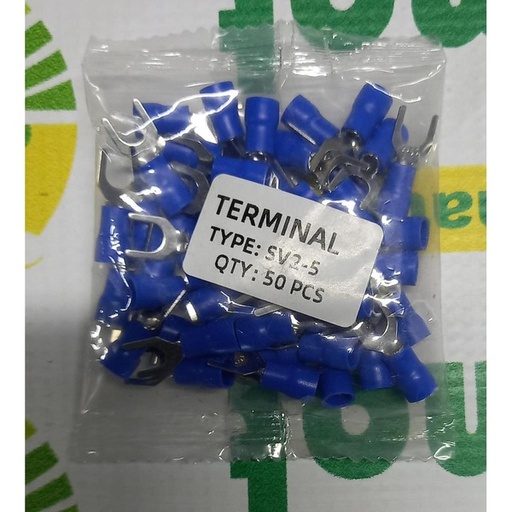 TERMINAL
TYPE: SV2-5
QTY: 50 PCS